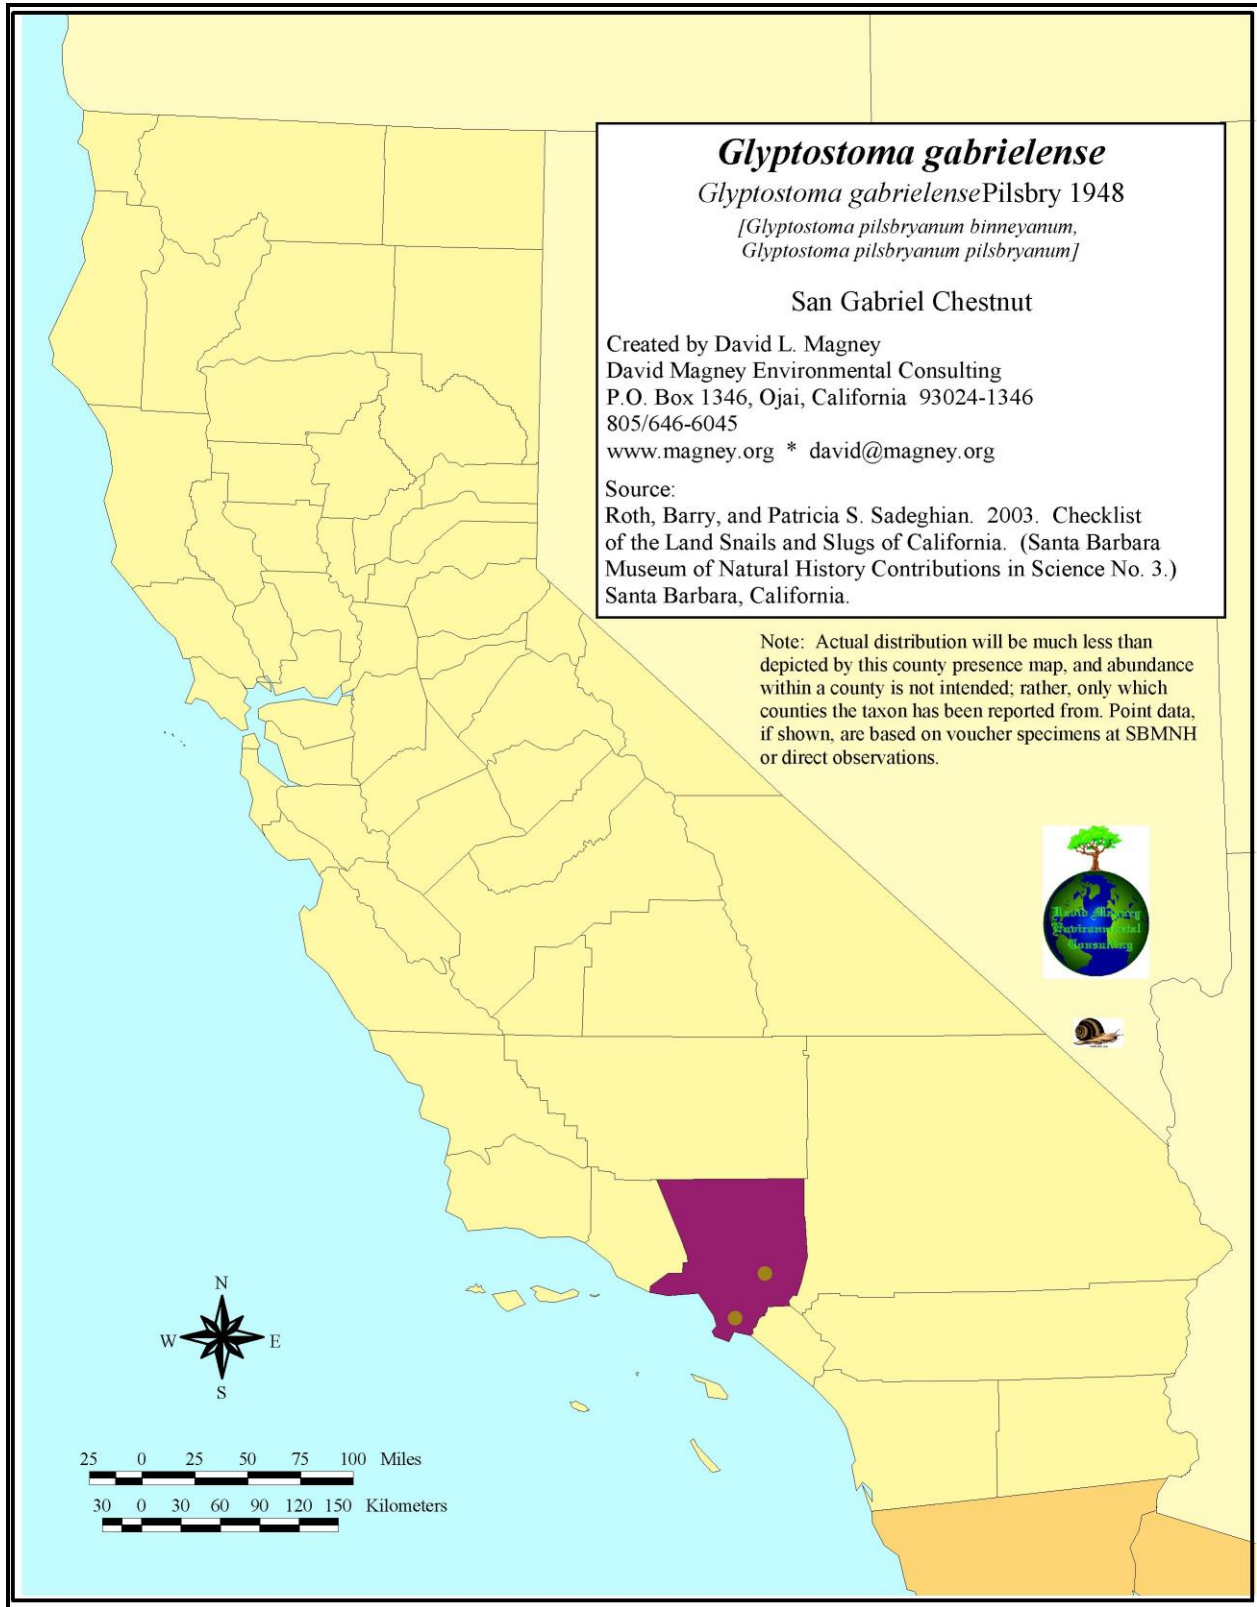 Glyptostoma gabrielense
Glyptostoma gabrielensePilsbry 1948
[Glyptostoma pilsbryanum binneyanum,
Glyptostoma pilsbryanum pilsbryanum]
San Gabriel Chestnut
Created by David L. Magney
David Magney Environmental Consulting
P.O. Box 1346, Ojai, California 93024-1346
805/646-6045
www.magney.org * david@magney.org
Source:
Roth, Barry, and Patricia S. Sadeghian. 2003. Checklist
of the Land Snails and Slugs of California. (Santa Barbara
Museum of Natural History Contributions in Science No. 3.)
Santa Barbara, California.
Note: Actual distribution will be much less than
depicted by this county presence map, and abundance
within a county is not intended; rather, only which
counties the taxon has been reported from. Point data,
if shown, are based on voucher specimens at SBMNH
or direct observations.
David Magney
Environmental
Consulting
N
W E
S
25 0 25 50 75 100 Miles
30 0 30 60 90 120 150 Kilometers